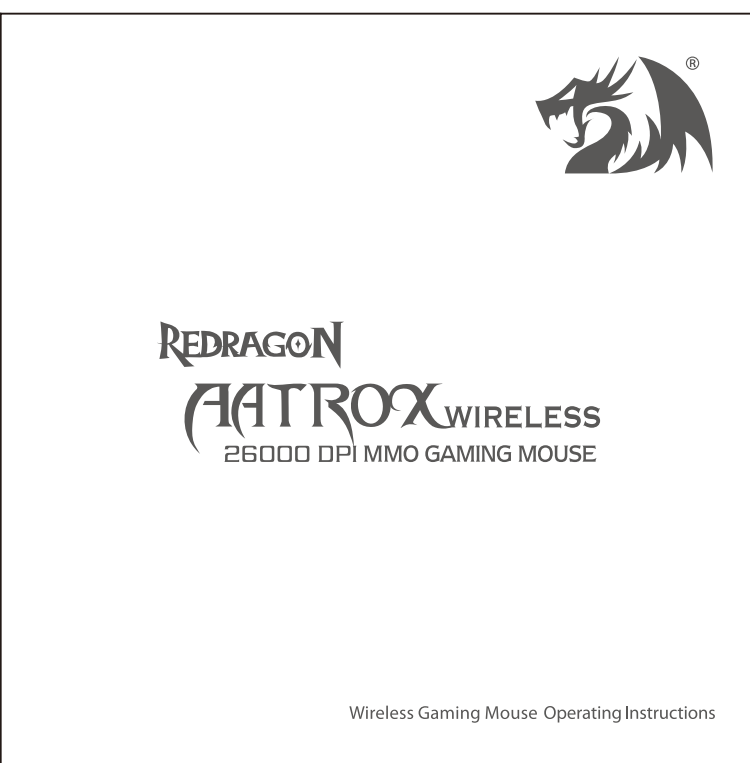 ®
REDRAGON
AATROX WIRELESS
26000 DPI MMO GAMING MOUSE
Wireless Gaming Mouse Operating Instructions